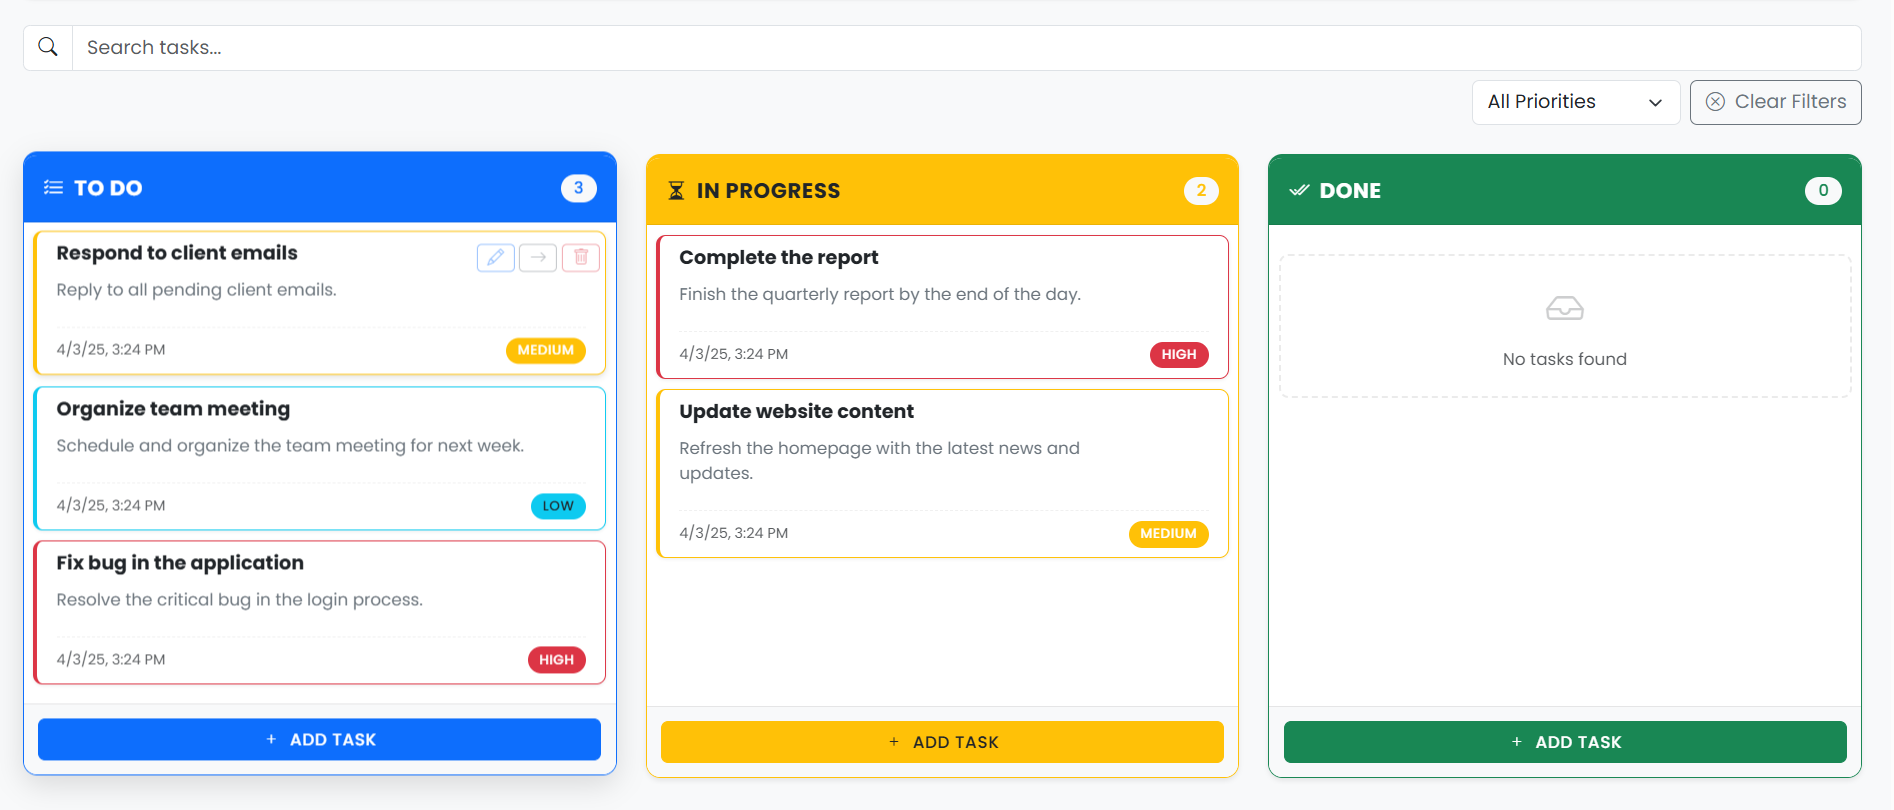 Search tasks...
All Priorities
Clear Filters
TO DO
3
Respond to client emails
Reply to all pending client emails.
4/3/25, 3:24 PM
MEDIUM
Organize team meeting
Schedule and organize the team meeting for next week.
4/3/25, 3:24 PM
LOW
Fix bug in the application
Resolve the critical bug in the login process.
4/3/25, 3:24 PM
HIGH
+ ADD TASK
IN PROGRESS
2
Complete the report
Finish the quarterly report by the end of the day.
4/3/25, 3:24 PM
HIGH
Update website content
Refresh the homepage with the latest news and
updates.
4/3/25, 3:24 PM
MEDIUM
+ ADD TASK
DONE
0
No tasks found
+ ADD TASK